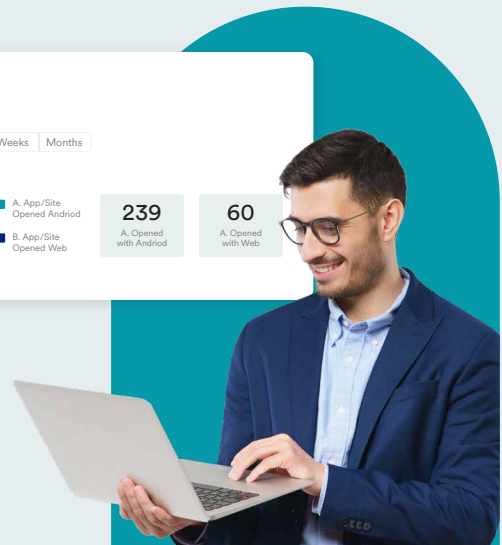 Weeks
Months
A. App/Site
Opened Andriod
B. App/Site
Opened Web
239
A. Opened
with Andriod
60
A. Opened
with Web